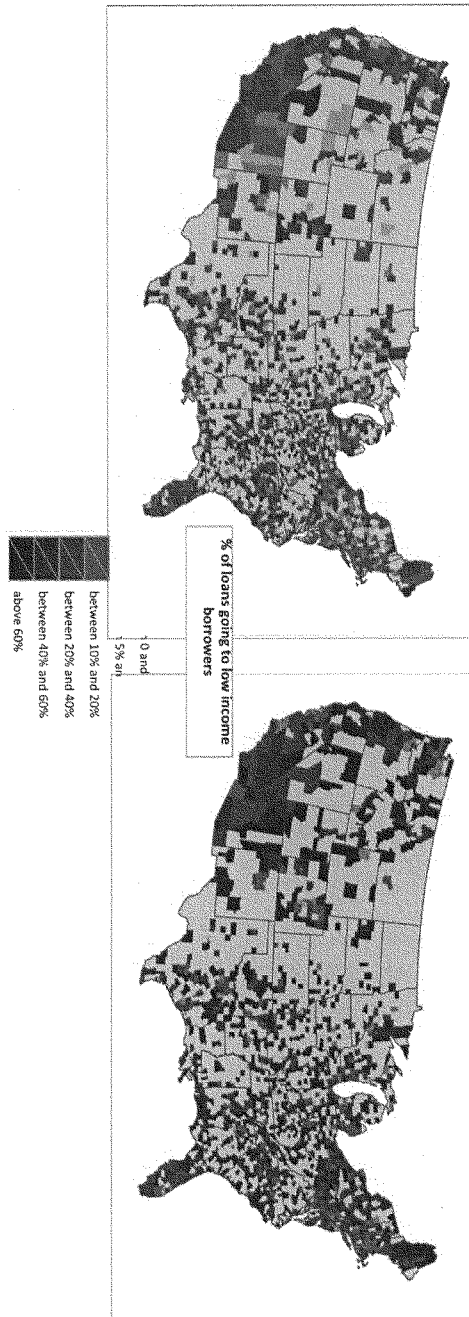 % of loans going to low income
borrowers
0 and
5% an
between 10% and 20%
between 20% and 40%
between 40% and 60%
above 60%